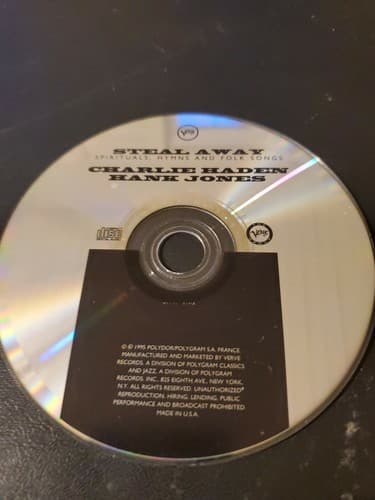 Verve
STEAL AWAY
SPIRITUALS, HYMNS AND FOLK SONGS
CHARLIE HADEN
HANK JONES
Verve
℗ © 1995 POLYDOR/POLYGRAM S.A. FRANCE
MANUFACTURED AND MARKETED BY VERVE
RECORDS, A DIVISION OF POLYGRAM CLASSICS
AND JAZZ, A DIVISION OF POLYGRAM
RECORDS, INC., 825 EIGHTH AVE., NEW YORK,
N.Y. ALL RIGHTS RESERVED. UNAUTHORIZED
REPRODUCTION, HIRING, LENDING, PUBLIC
PERFORMANCE AND BROADCAST PROHIBITED.
MADE IN U.S.A.